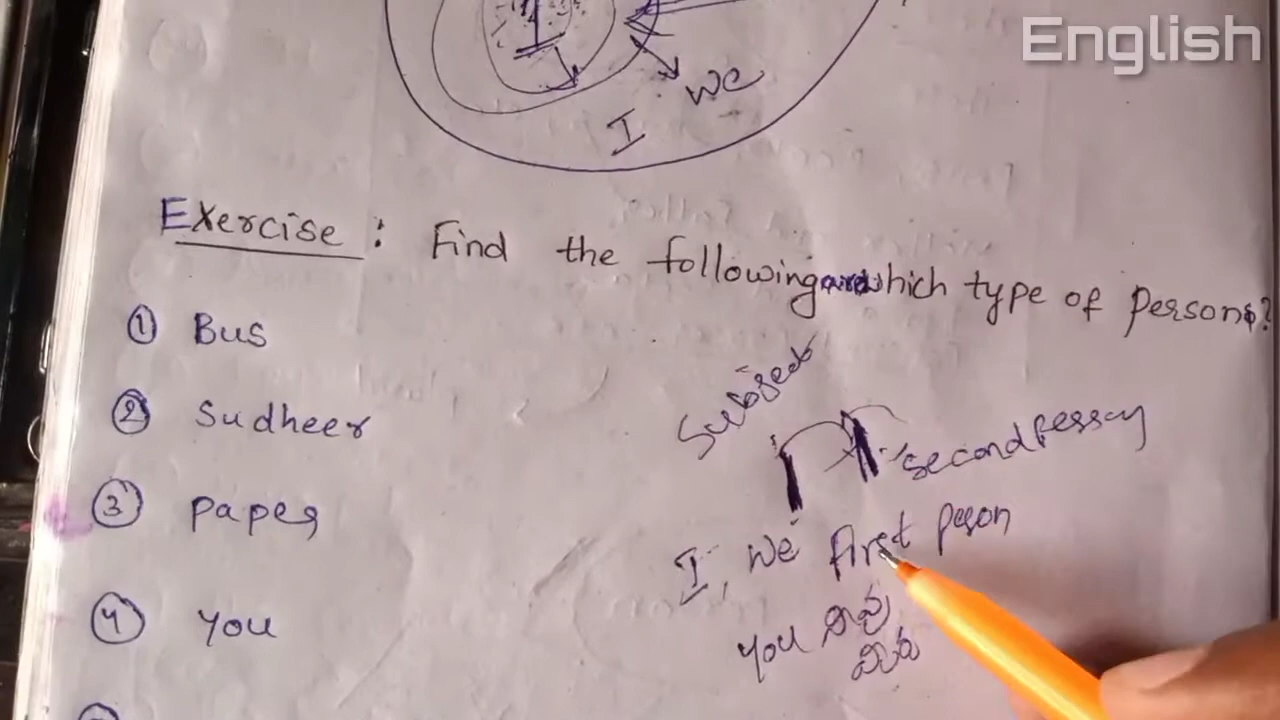 English
I
I we
Exercise : Find the following are which type of persons?
① Bus
② Sudheer
③ paper
④ you
Subject
second
I, we First person
you నీవు
మీరు